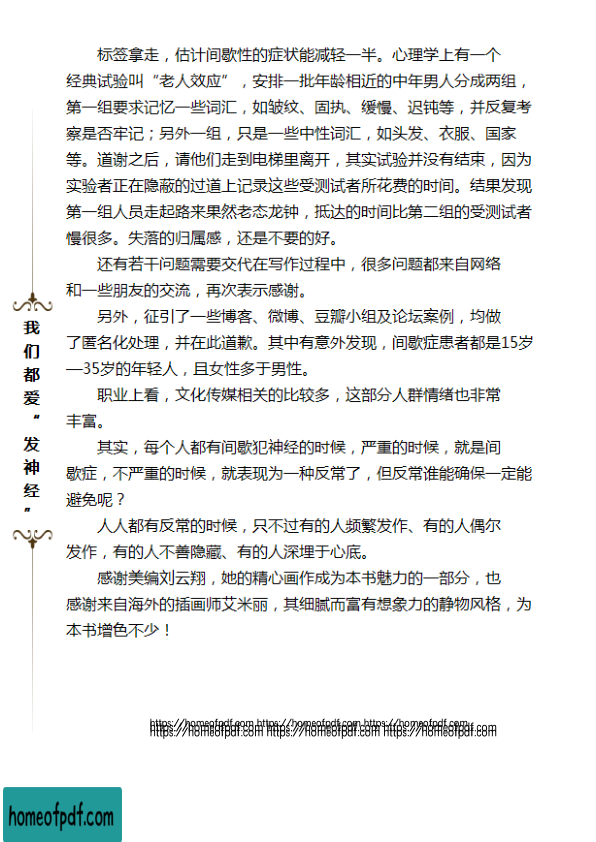 标签拿走，估计间歇性的症状能减轻一半。心理学上有一个
经典试验叫“老人效应”，安排一批年龄相近的中年男人分成两组，
第一组要求记忆一些词汇，如皱纹、固执、缓慢、迟钝等，并反复考
察是否牢记；另外一组，只是一些中性词汇，如头发、衣服、国家
等。道谢之后，请他们走到电梯里离开，其实试验并没有结束，因为
实验者正在隐蔽的过道上记录这些受测试者所花费的时间。结果发现
第一组人员走起路来果然老态龙钟，抵达的时间比第二组的受测试者
慢很多。失落的归属感，还是不要的好。
还有若干问题需要交代在写作过程中，很多问题都来自网络
和一些朋友的交流，再次表示感谢。
另外，征引了一些博客、微博、豆瓣小组及论坛案例，均做
了匿名化处理，并在此道歉。其中有意外发现，间歇症患者都是15岁
—35岁的年轻人，且女性多于男性。
职业上看，文化传媒相关的比较多，这部分人群情绪也非常
丰富。
其实，每个人都有间歇犯神经的时候，严重的时候，就是间
歇症，不严重的时候，就表现为一种反常了，但反常谁能确保一定能
避免呢？
人人都有反常的时候，只不过有的人频繁发作、有的人偶尔
发作，有的人不善隐藏、有的人深埋于心底。
感谢美编刘云翔，她的精心画作成为本书魅力的一部分，也
感谢来自海外的插画师艾米丽，其细腻而富有想象力的静物风格，为
本书增色不少！
我们都爱“发神经”
https://homeofpdf.com https://homeofpdf.com https://homeofpdf.com
https://homeofpdf.com https://homeofpdf.com https://homeofpdf.com
homeofpdf.com